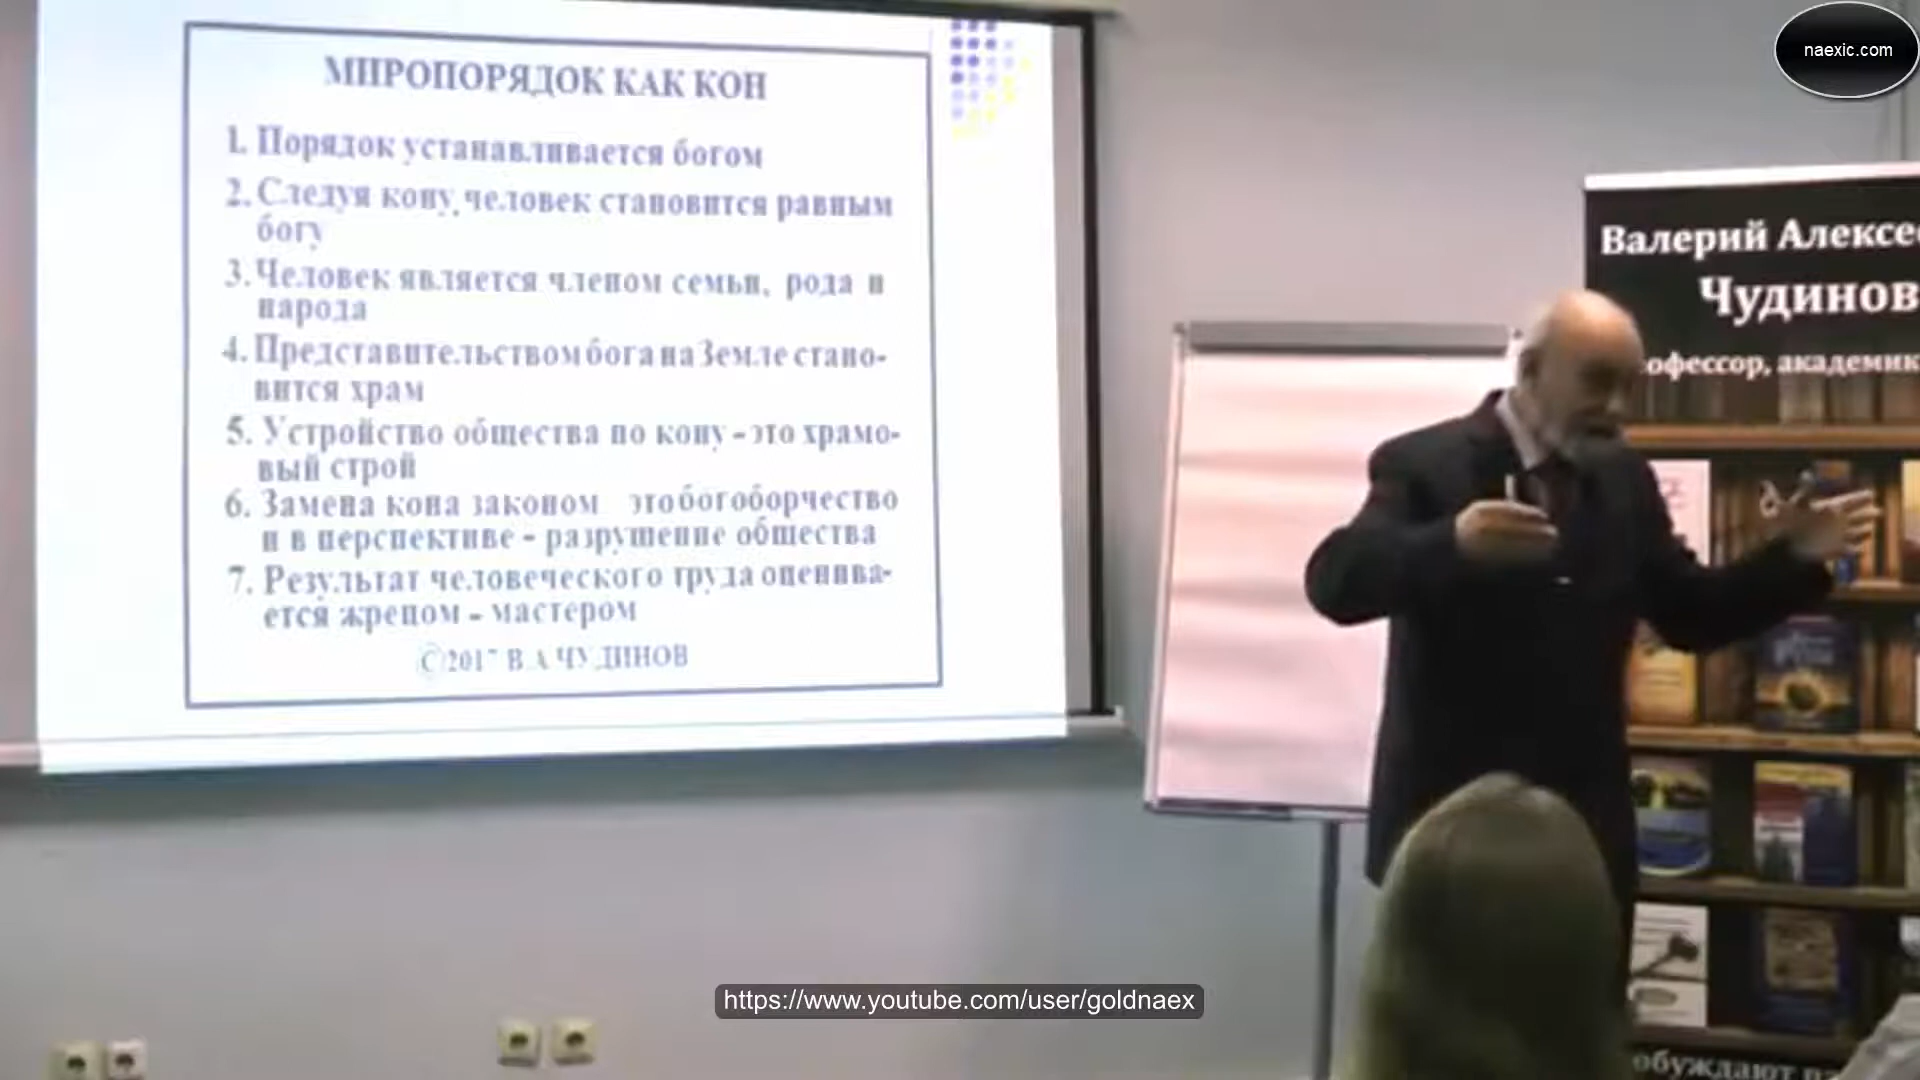 МИРОПОРЯДОК КАК КОН
1. Порядок устанавливается богом
2. Следуя кону, человек становится равным
богу
3. Человек является членом семьи, рода и
народа
4. Представительством бога на Земле стано-
вится храм
5. Устройство общества по кону - это храмо-
вый строй
6. Замена кона законом это богоборчество
и в перспективе - разрушение общества
7. Результат человеческого труда оценива-
ется жрецом - мастером
©2017 В.А ЧУДИНОВ
naexic.com
Валерий Алексе
Чудинов
офессор, академик
обуждают
https://www.youtube.com/user/goldnaex